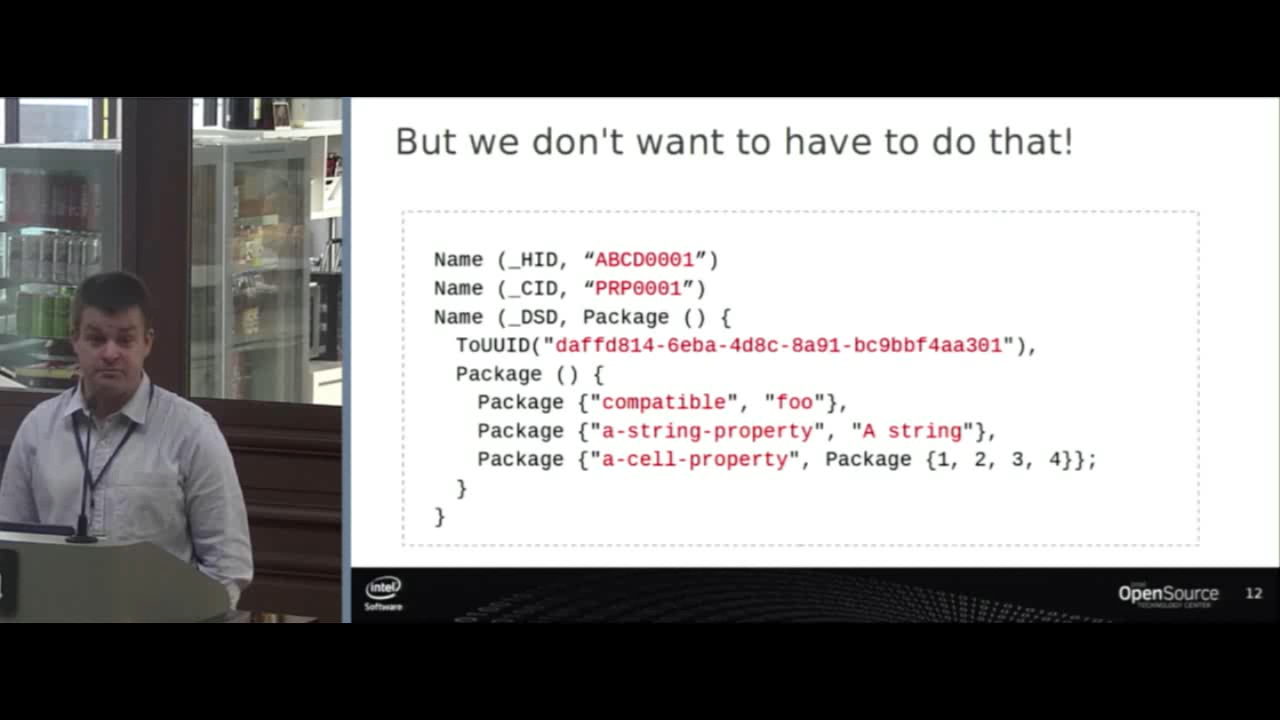 But we don't want to have to do that!
Name (_HID, “ABCD0001”)
Name (_CID, “PRP0001”)
Name (_DSD, Package () {
ToUUID("daffd814-6eba-4d8c-8a91-bc9bbf4aa301"),
Package () {
Package {"compatible", "foo"},
Package {"a-string-property", "A string"},
Package {"a-cell-property", Package {1, 2, 3, 4}};
}
}
intel
Software
OpenSource
TECHNOLOGY CENTER
12